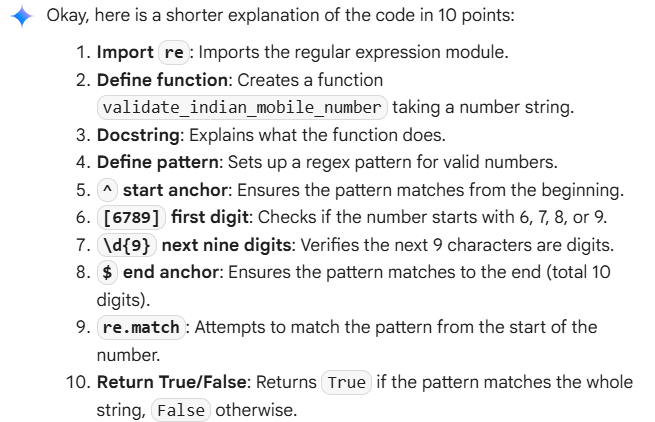 Okay, here is a shorter explanation of the code in 10 points:
1. Import re: Imports the regular expression module.
2. Define function: Creates a function
validate_indian_mobile_number taking a number string.
3. Docstring: Explains what the function does.
4. Define pattern: Sets up a regex pattern for valid numbers.
5. ^ start anchor: Ensures the pattern matches from the beginning.
6. [6789] first digit: Checks if the number starts with 6, 7, 8, or 9.
7. \d{9} next nine digits: Verifies the next 9 characters are digits.
8. $ end anchor: Ensures the pattern matches to the end (total 10
digits).
9. re.match: Attempts to match the pattern from the start of the
number.
10. Return True/False: Returns True if the pattern matches the whole
string, False otherwise.